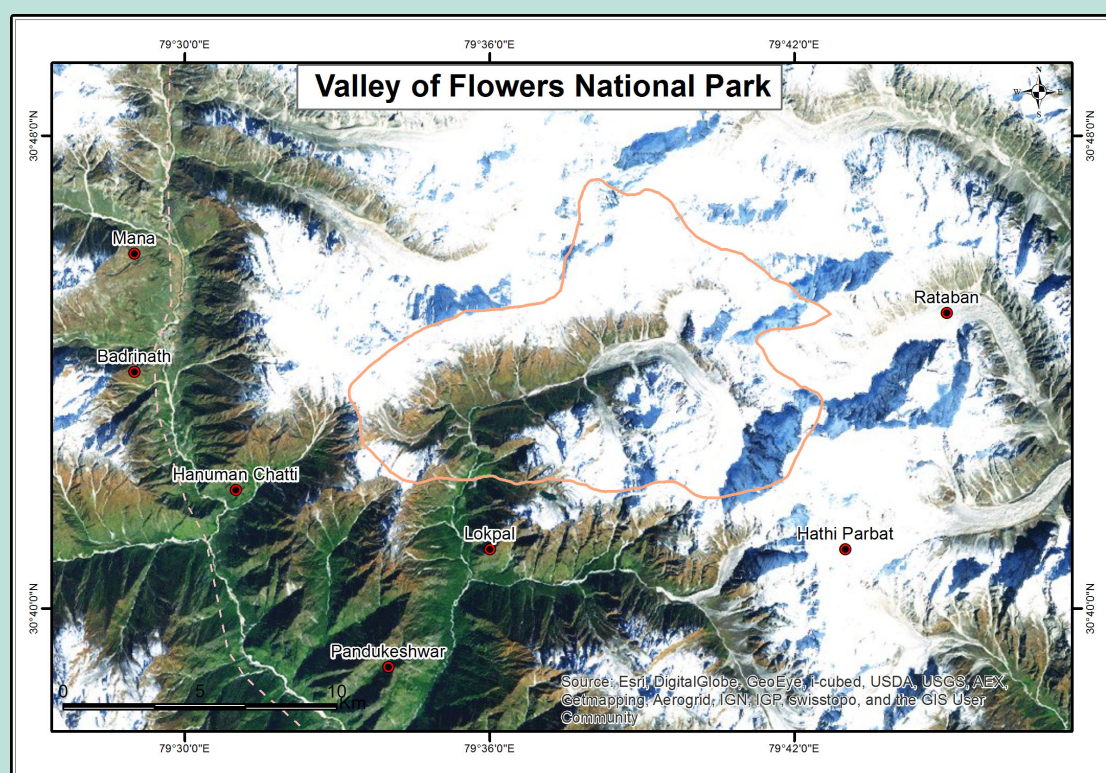 79°30'0"E 79°36'0"E 79°42'0"E
Valley of Flowers National Park
N
W E
S
30°48'0"N 30°48'0"N
Mana
Rataban
Badrinath
Hanuman Chatti
Lokpal Hathi Parbat
30°40'0"N 30°40'0"N
Pandukeshwar
0 5 10
Km
Source: Esri, DigitalGlobe, GeoEye, i-cubed, USDA, USGS, AEX,
Getmapping, Aerogrid, IGN, IGP, swisstopo, and the GIS User
Community
79°30'0"E 79°36'0"E 79°42'0"E